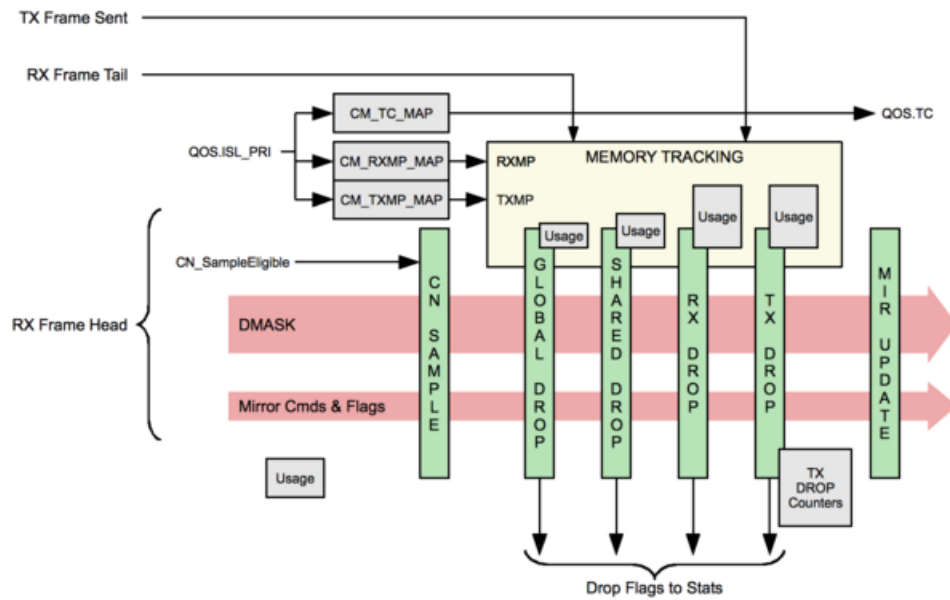 TX Frame Sent
RX Frame Tail
CM_TC_MAP
QOS.TC
QOS.ISL_PRI
CM_RXMP_MAP
CM_TXMP_MAP
MEMORY TRACKING
RXMP
TXMP
Usage
Usage
Usage
Usage
CN_SampleEligible
RX Frame Head
DMASK
Mirror Cmds & Flags
CN SAMPLE
GLOBAL DROP
SHARED DROP
RX DROP
TX DROP
MIR UPDATE
Usage
TX
DROP
Counters
Drop Flags to Stats